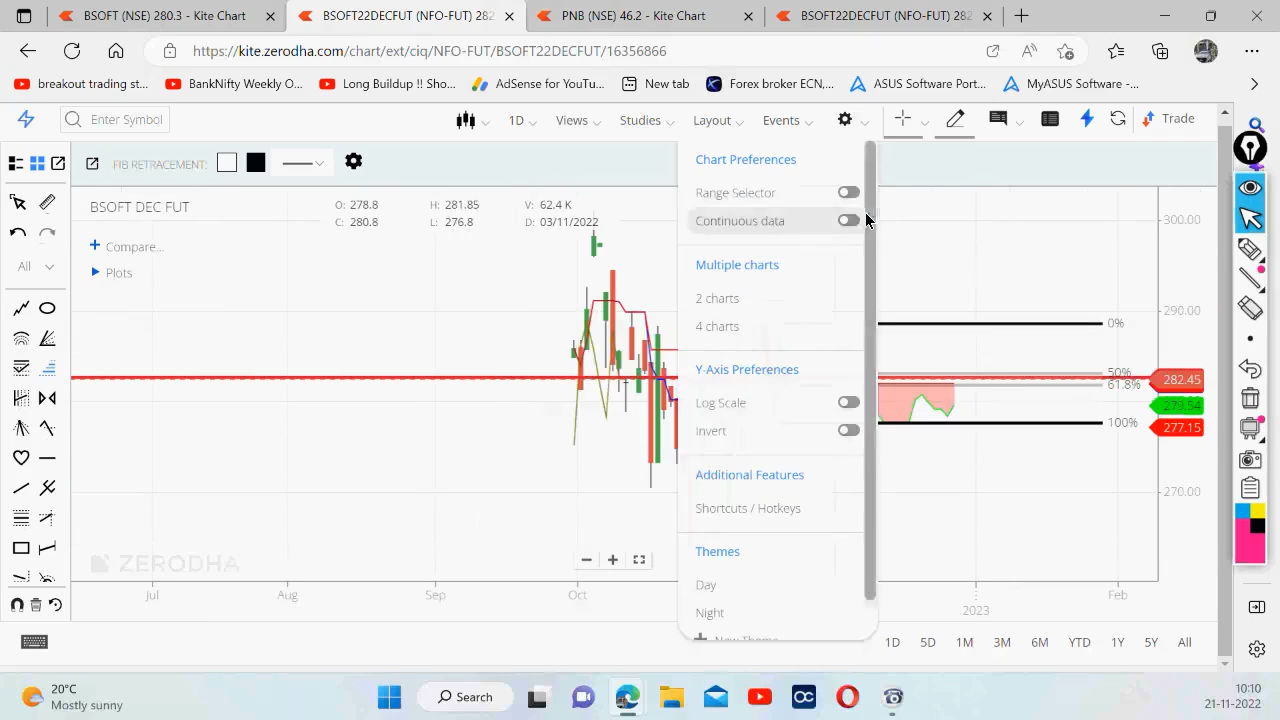 BSOFT (NSE) 280.3 - Kite Chart
BSOFT22DECFUT (NFO-FUT) 282
PNB (NSE) 46.2 - Kite Chart
BSOFT22DECFUT (NFO-FUT) 282
https://kite.zerodha.com/chart/ext/ciq/NFO-FUT/BSOFT22DECFUT/16356866
breakout trading st...
BankNifty Weekly O...
Long Buildup !! Sho...
AdSense for YouTu...
New tab
Forex broker ECN,...
ASUS Software Port...
MyASUS Software -...
Enter Symbol
1D
Views
Studies
Layout
Events
Trade
FIB RETRACEMENT:
BSOFT DEC FUT
O: 278.8
H: 281.85
V: 62.4 K
C: 280.8
L: 276.8
D: 03/11/2022
Compare...
Plots
All
Chart Preferences
Range Selector
Continuous data
Multiple charts
2 charts
4 charts
Y-Axis Preferences
Log Scale
Invert
Additional Features
Shortcuts / Hotkeys
Themes
Day
Night
New Theme
0%
50%
61.8%
100%
300.00
290.00
282.45
279.54
277.15
270.00
ZERODHA
Jul
Aug
Sep
Oct
2023
Feb
1D
5D
1M
3M
6M
YTD
1Y
5Y
All
20°C
Mostly sunny
Search
10:10
21-11-2022